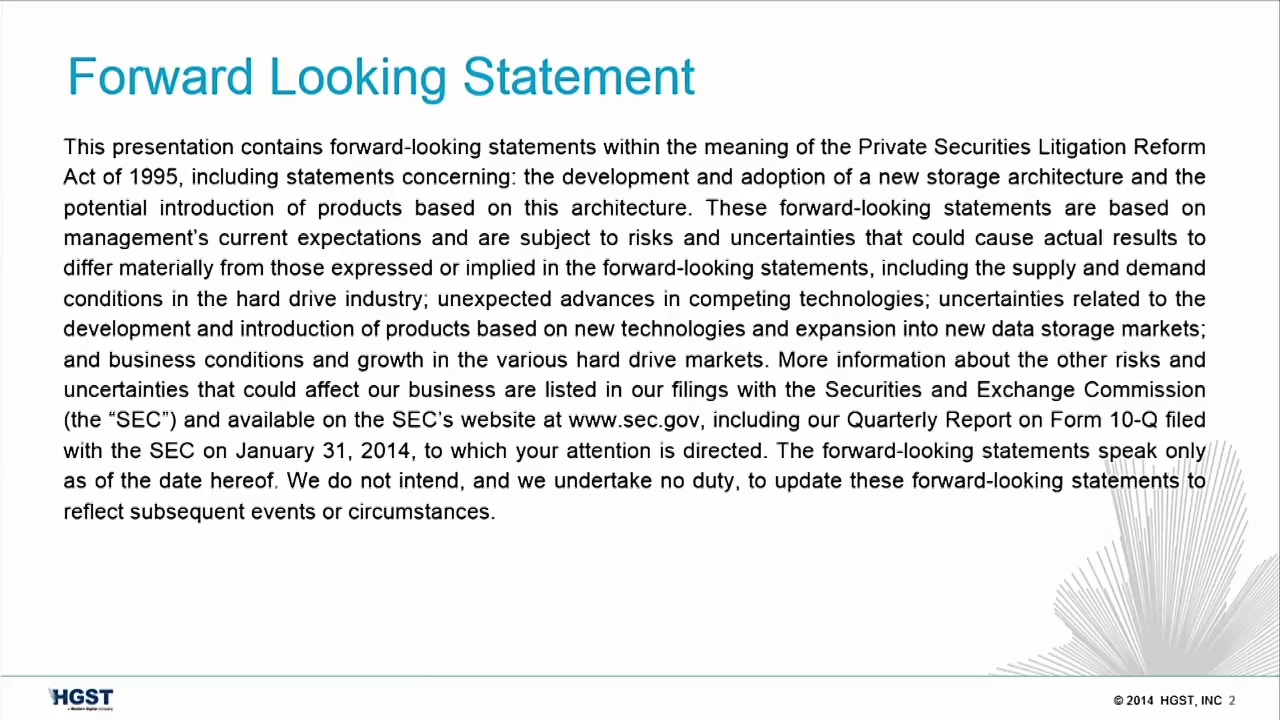 Forward Looking Statement
This presentation contains forward-looking statements within the meaning of the Private Securities Litigation Reform
Act of 1995, including statements concerning: the development and adoption of a new storage architecture and the
potential introduction of products based on this architecture. These forward-looking statements are based on
management’s current expectations and are subject to risks and uncertainties that could cause actual results to
differ materially from those expressed or implied in the forward-looking statements, including the supply and demand
conditions in the hard drive industry; unexpected advances in competing technologies; uncertainties related to the
development and introduction of products based on new technologies and expansion into new data storage markets;
and business conditions and growth in the various hard drive markets. More information about the other risks and
uncertainties that could affect our business are listed in our filings with the Securities and Exchange Commission
(the “SEC”) and available on the SEC’s website at www.sec.gov, including our Quarterly Report on Form 10-Q filed
with the SEC on January 31, 2014, to which your attention is directed. The forward-looking statements speak only
as of the date hereof. We do not intend, and we undertake no duty, to update these forward-looking statements to
reflect subsequent events or circumstances.
HGST
a Western Digital company
© 2014 HGST, INC 2